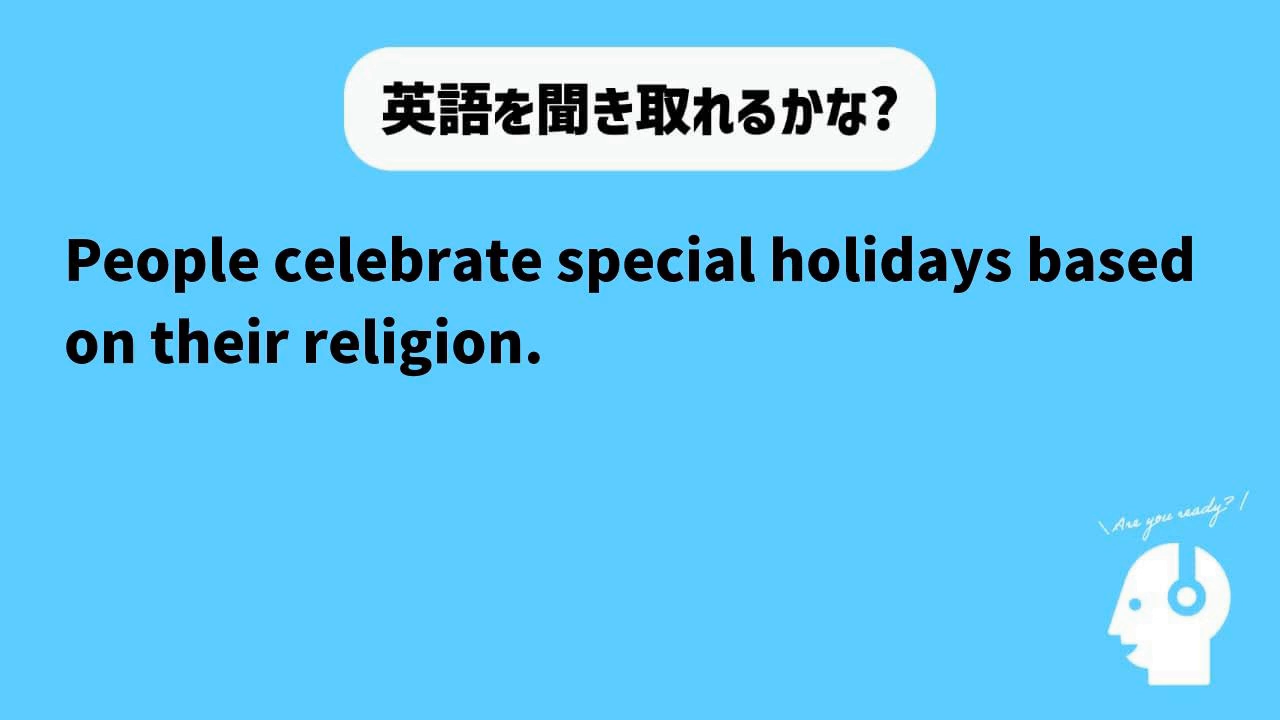 英語を聞き取れるかな?
People celebrate special holidays based
on their religion.
\ Are you ready? /